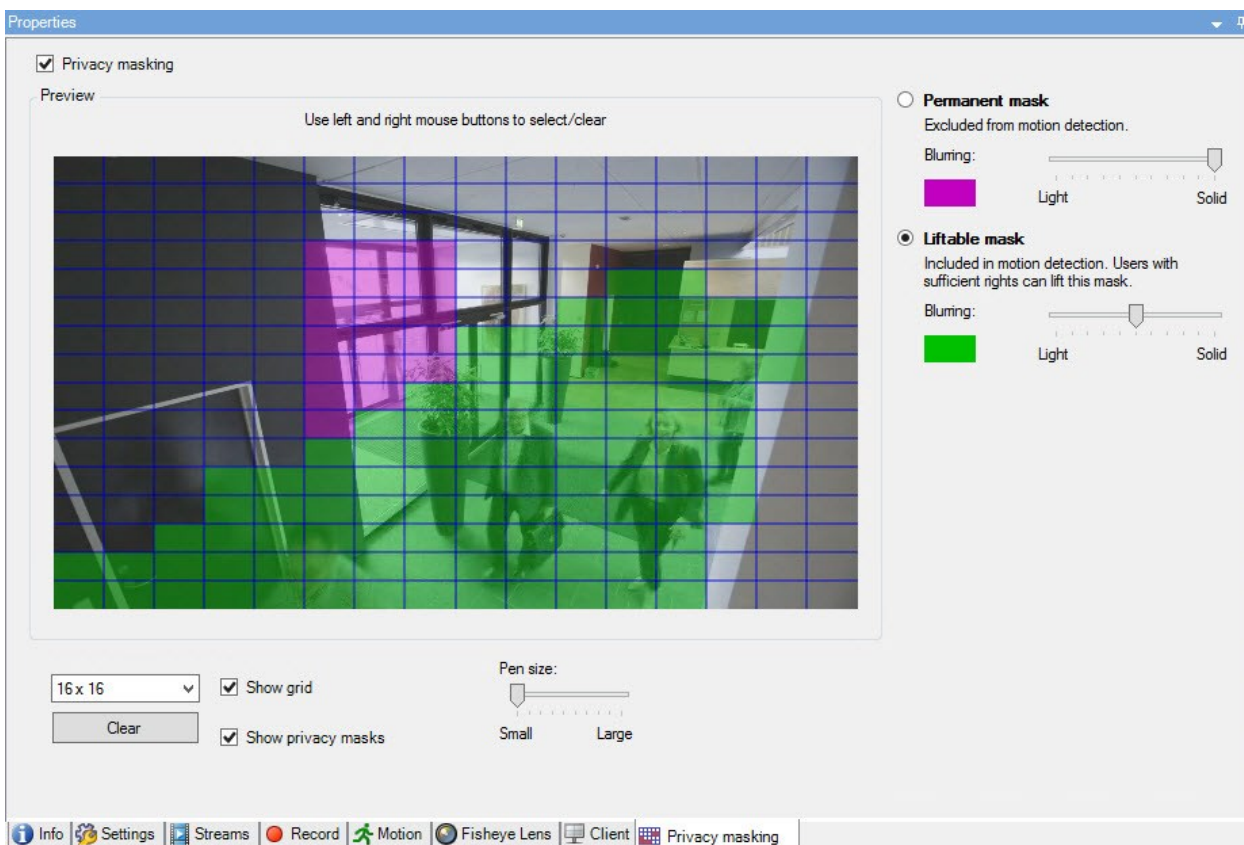 Properties
Privacy masking
Preview
Use left and right mouse buttons to select/clear
Permanent mask
Excluded from motion detection.
Blurring:
Light Solid
Liftable mask
Included in motion detection. Users with
sufficient rights can lift this mask.
Blurring:
Light Solid
16 x 16
Show grid
Pen size:
Clear
Show privacy masks
Small Large
Info Settings Streams Record Motion Fisheye Lens Client Privacy masking